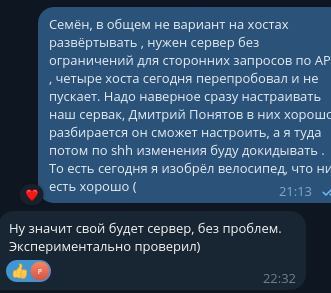 Семён, в общем не вариант на хостах
развёртывать , нужен сервер без
ограничений для сторонних запросов по AP
, четыре хоста сегодня перепробовал и не
пускает. Надо наверное сразу настраивать
наш сервак, Дмитрий Понятов в них хорошо
разбирается он сможет настроить, а я туда
потом по shh изменения буду докидывать .
То есть сегодня я изобрёл велосипед, что ни
есть хорошо (
21:13
Ну значит свой будет сервер, без проблем.
Экспериментально проверил)
22:32